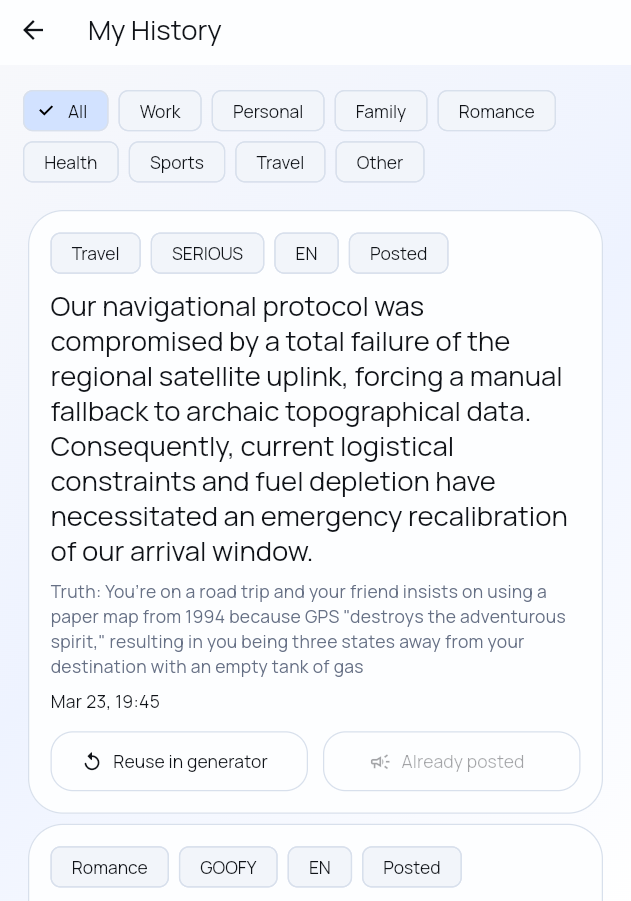 My History
All Work Personal Family Romance
Health Sports Travel Other
Travel SERIOUS EN Posted
Our navigational protocol was
compromised by a total failure of the
regional satellite uplink, forcing a manual
fallback to archaic topographical data.
Consequently, current logistical
constraints and fuel depletion have
necessitated an emergency recalibration
of our arrival window.
Truth: You're on a road trip and your friend insists on using a
paper map from 1994 because GPS "destroys the adventurous
spirit," resulting in you being three states away from your
destination with an empty tank of gas
Mar 23, 19:45
Reuse in generator Already posted
Romance GOOFY EN Posted